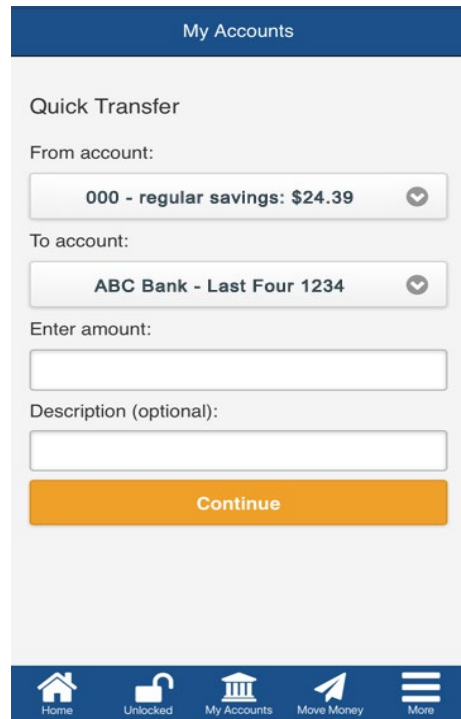 My Accounts
Quick Transfer
From account:
000 - regular savings: $24.39
To account:
ABC Bank - Last Four 1234
Enter amount:
Description (optional):
Continue
Home Unlocked My Accounts Move Money More